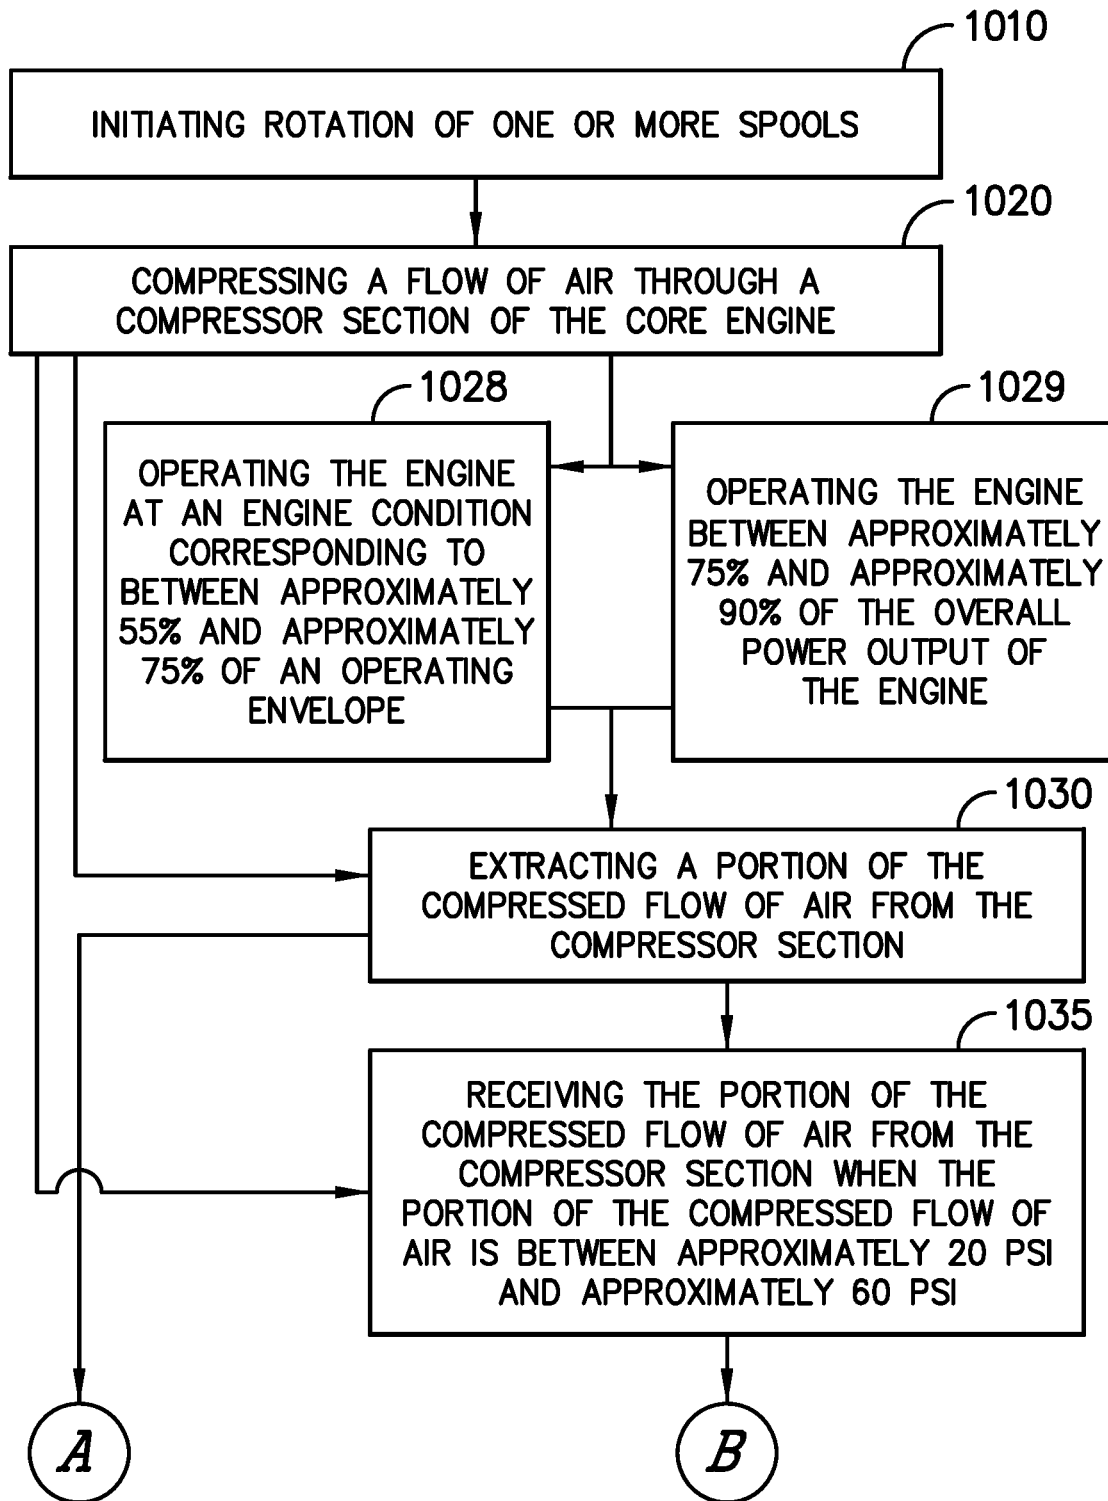 1010
INITIATING ROTATION OF ONE OR MORE SPOOLS
1020
COMPRESSING A FLOW OF AIR THROUGH A
COMPRESSOR SECTION OF THE CORE ENGINE
1028
OPERATING THE ENGINE
AT AN ENGINE CONDITION
CORRESPONDING TO
BETWEEN APPROXIMATELY
55% AND APPROXIMATELY
75% OF AN OPERATING
ENVELOPE
1029
OPERATING THE ENGINE
BETWEEN APPROXIMATELY
75% AND APPROXIMATELY
90% OF THE OVERALL
POWER OUTPUT OF
THE ENGINE
1030
EXTRACTING A PORTION OF THE
COMPRESSED FLOW OF AIR FROM THE
COMPRESSOR SECTION
1035
RECEIVING THE PORTION OF THE
COMPRESSED FLOW OF AIR FROM THE
COMPRESSOR SECTION WHEN THE
PORTION OF THE COMPRESSED FLOW OF
AIR IS BETWEEN APPROXIMATELY 20 PSI
AND APPROXIMATELY 60 PSI
A
B